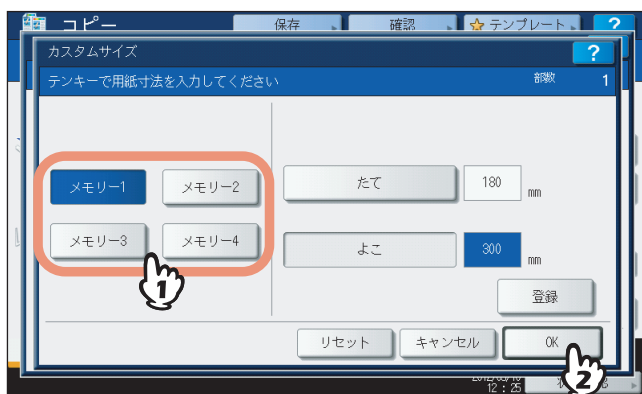 コピー 保存 確認 テンプレート ?
カスタムサイズ ?
テンキーで用紙寸法を入力してください 部数 1
メモリー1 メモリー2 たて 180 mm
メモリー3 メモリー4 よこ 300 mm
1
登録
リセット キャンセル OK
2
12:25